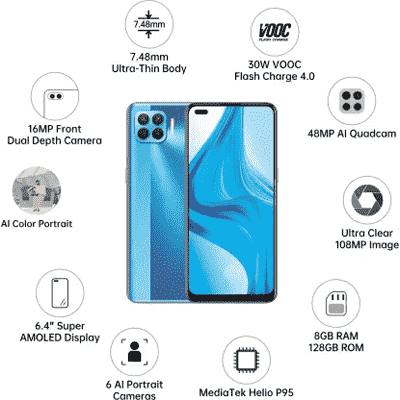 7.48mm
7.48mm
Ultra-Thin Body
VOOC
FLASH CHARGE
30W VOOC
Flash Charge 4.0
16MP Front
Dual Depth Camera
48MP AI Quadcam
AI Color Portrait
Ultra Clear
108MP Image
6.4" Super
AMOLED Display
8GB RAM
128GB ROM
6 AI Portrait
Cameras
MediaTek Helio P95